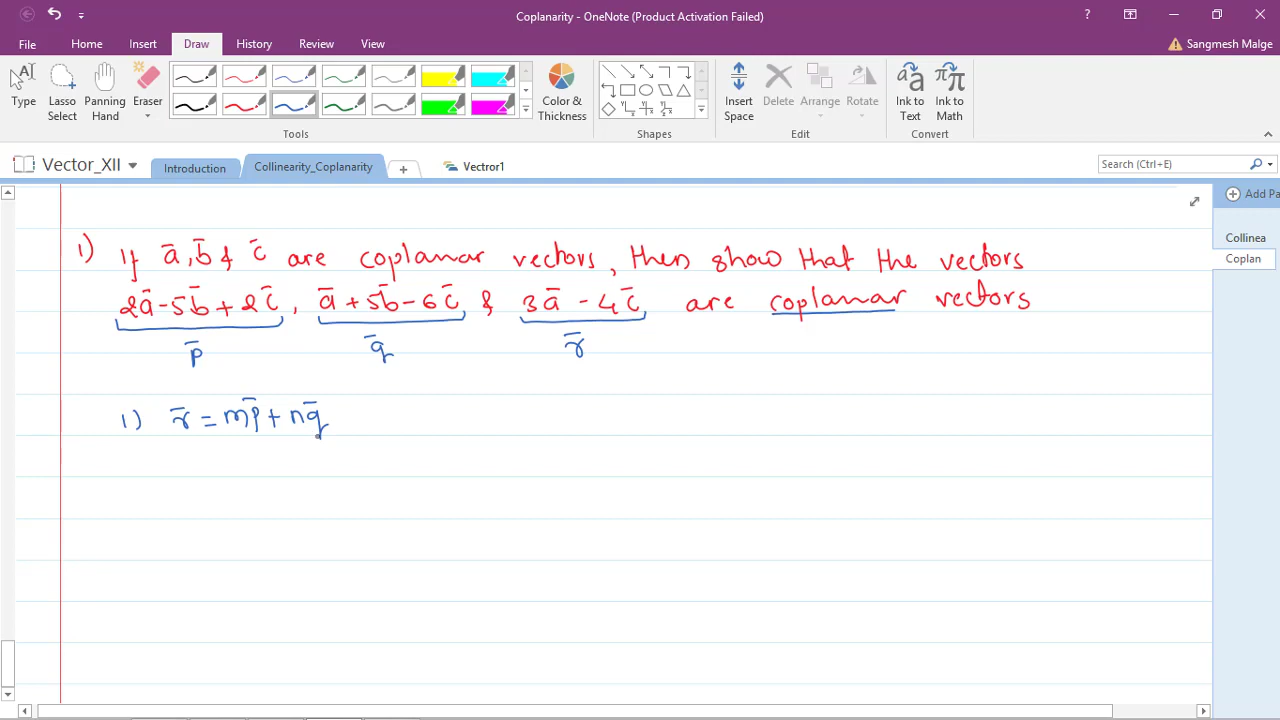 Coplanarity - OneNote (Product Activation Failed)
?
File Home Insert Draw History Review View Sangmesh Malge
Type Lasso Select Panning Hand Eraser Color & Thickness Insert Space Delete Arrange Rotate Ink to Text Ink to Math
Tools Shapes Edit Convert
Vector_XII Introduction Collinearity_Coplanarity + Vectror1 Search (Ctrl+E)
Add Pa
Collinea
Coplan
1) If a̅, b̅ & c̅ are coplanar vectors, then show that the vectors
2a̅ - 5b̅ + 2c̅ , a̅ + 5b̅ - 6c̅ & 3a̅ - 4c̅ are coplanar vectors
p̅ q̅ r̅
1) r̅ = mp̅ + nq̅